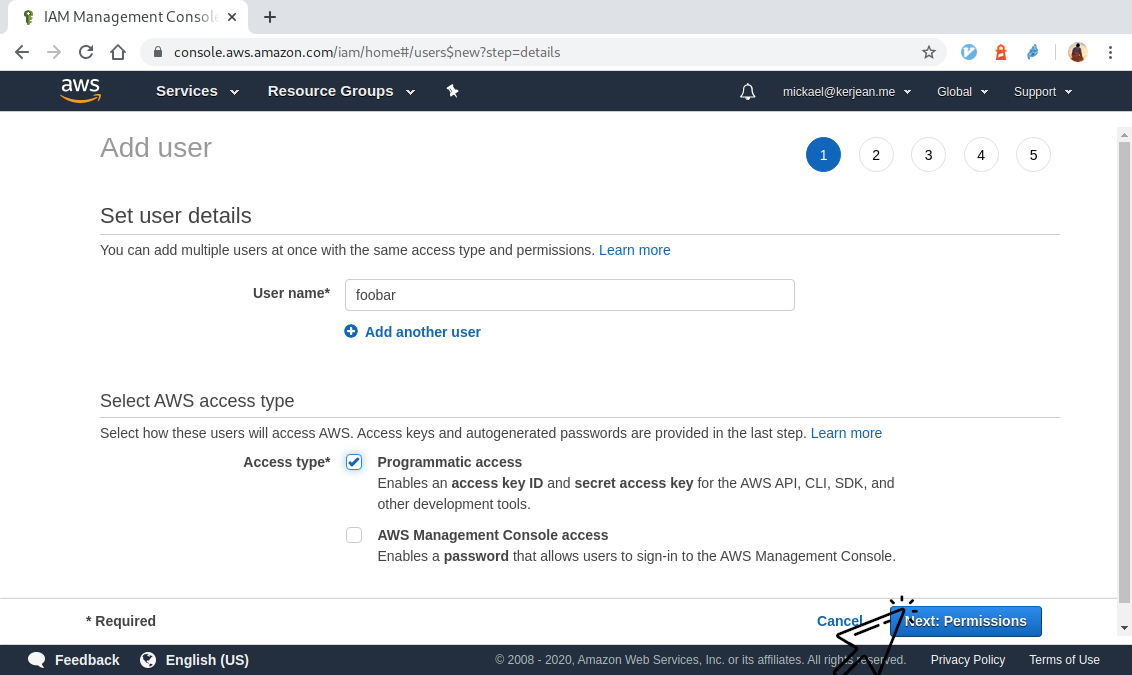 IAM Management Console
console.aws.amazon.com/iam/home#/users$new?step=details
aws Services Resource Groups mickael@kerjean.me Global Support
Add user
1 2 3 4 5
Set user details
You can add multiple users at once with the same access type and permissions. Learn more
User name* foobar
Add another user
Select AWS access type
Select how these users will access AWS. Access keys and autogenerated passwords are provided in the last step. Learn more
Access type* Programmatic access
Enables an access key ID and secret access key for the AWS API, CLI, SDK, and
other development tools.
AWS Management Console access
Enables a password that allows users to sign-in to the AWS Management Console.
* Required Cancel Next: Permissions
Feedback English (US) © 2008 - 2020, Amazon Web Services, Inc. or its affiliates. All rights reserved. Privacy Policy Terms of Use